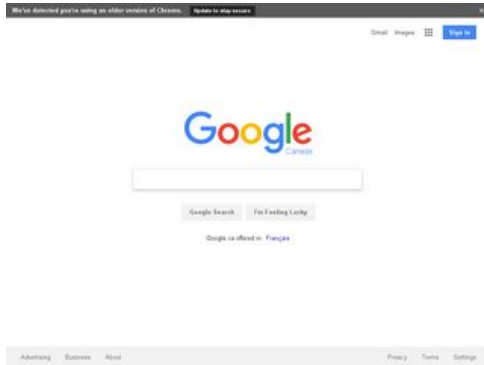 We've detected you're using an older version of Chrome. Update to stay secure x
Gmail Images Sign in
Google
Canada
Google Search I'm Feeling Lucky
Google.ca offered in: Français
Advertising Business About Privacy Terms Settings